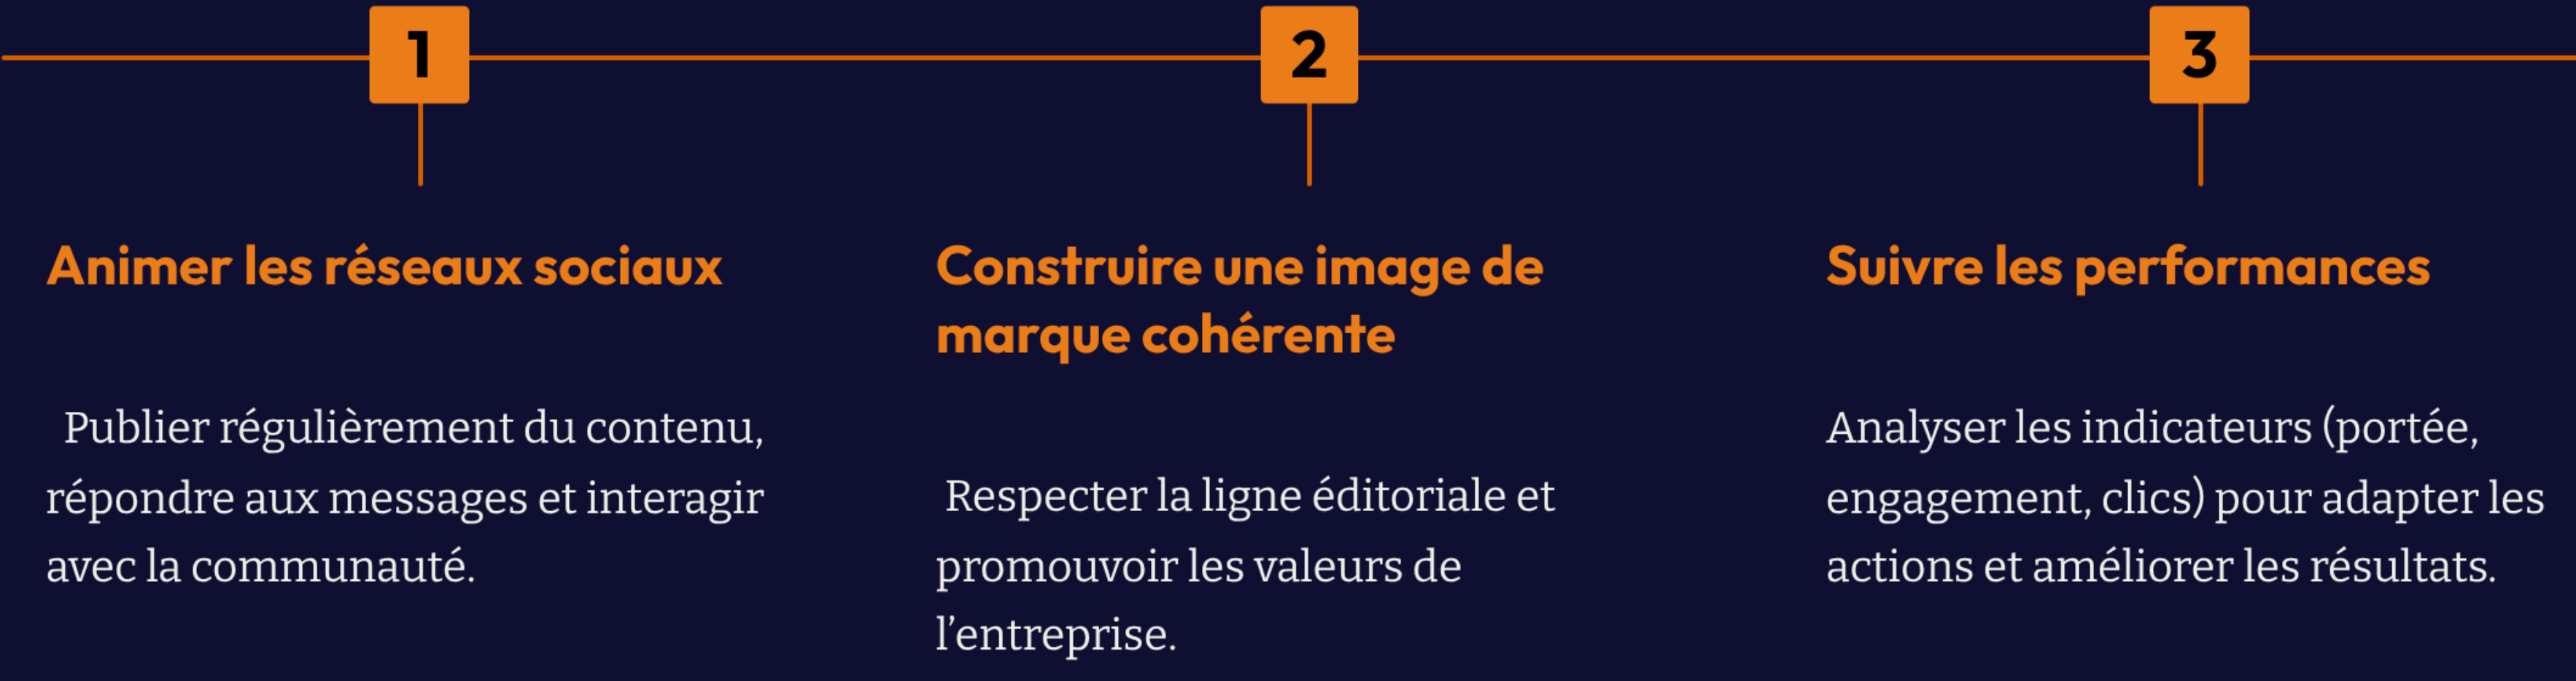 1
2
3
Animer les réseaux sociaux
Publier régulièrement du contenu,
répondre aux messages et interagir
avec la communauté.
Construire une image de
marque cohérente
Respecter la ligne éditoriale et
promouvoir les valeurs de
l’entreprise.
Suivre les performances
Analyser les indicateurs (portée,
engagement, clics) pour adapter les
actions et améliorer les résultats.